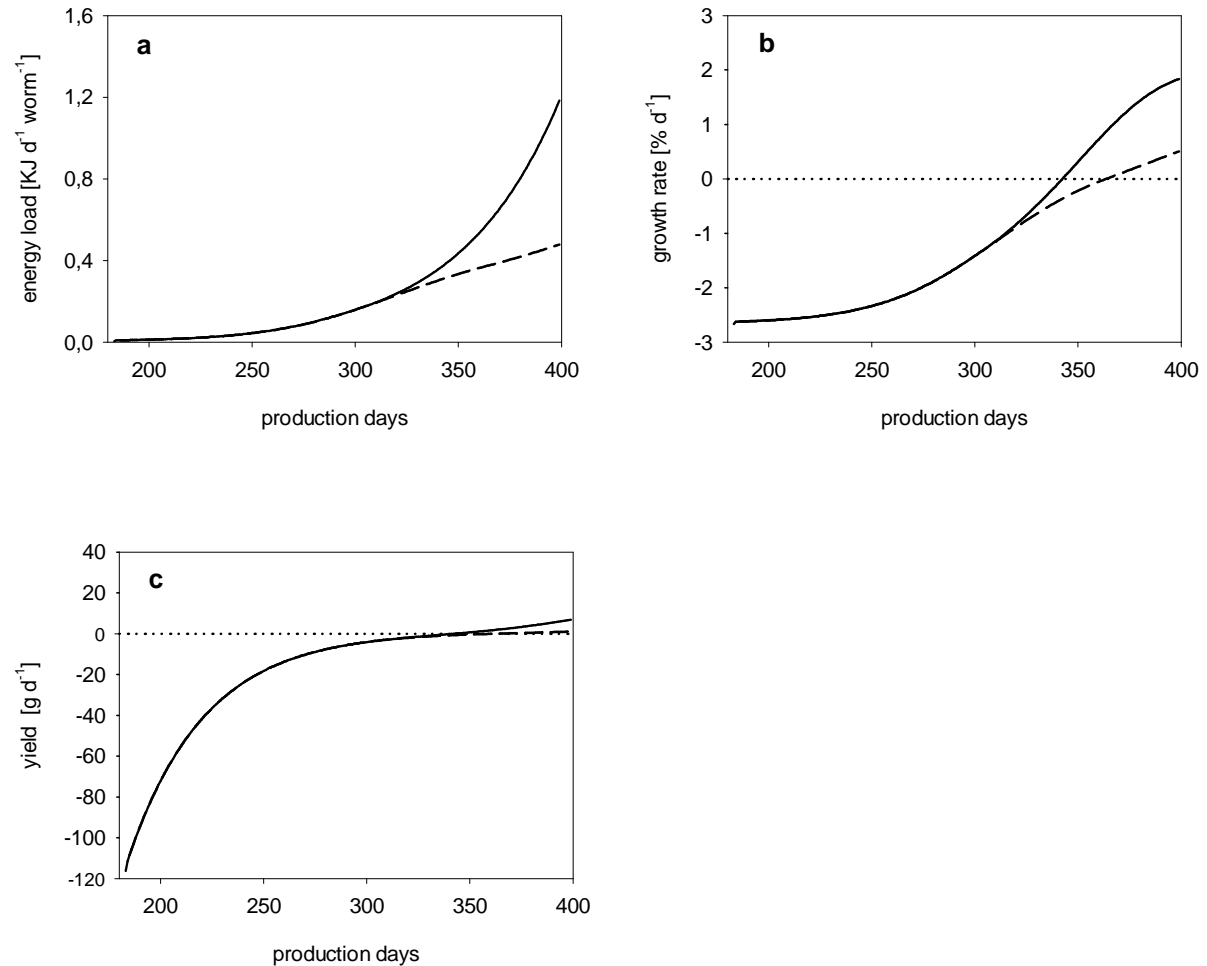 a
energy load [KJ d-1 worm-1]
1,6
1,2
0,8
0,4
0,0
200 250 300 350 400
production days
b
growth rate [% d-1]
3
2
1
0
-1
-2
-3
200 250 300 350 400
production days
c
yield [g d-1]
40
20
0
-20
-40
-60
-80
-100
-120
200 250 300 350 400
production days